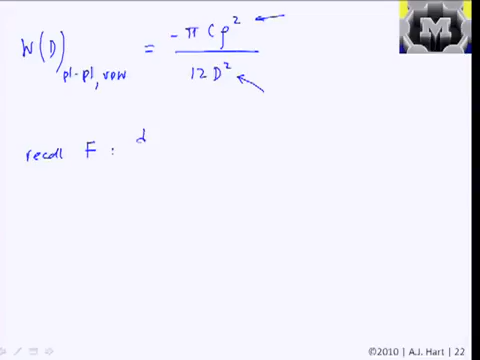 W(D) pl-pl, vdw = -π C ρ² / 12 D²
recall F : d
M
©2010 | A.J. Hart | 22